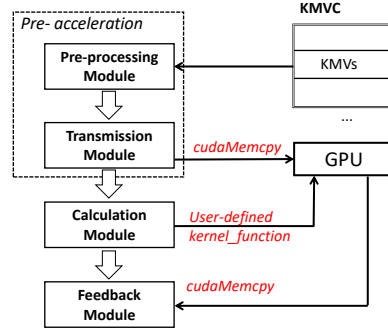 KMVC
Pre- acceleration
Pre-processing
Module
KMVs
...
Transmission
Module
cudaMemcpy
GPU
Calculation
Module
User-defined
kernel_function
Feedback
Module
cudaMemcpy